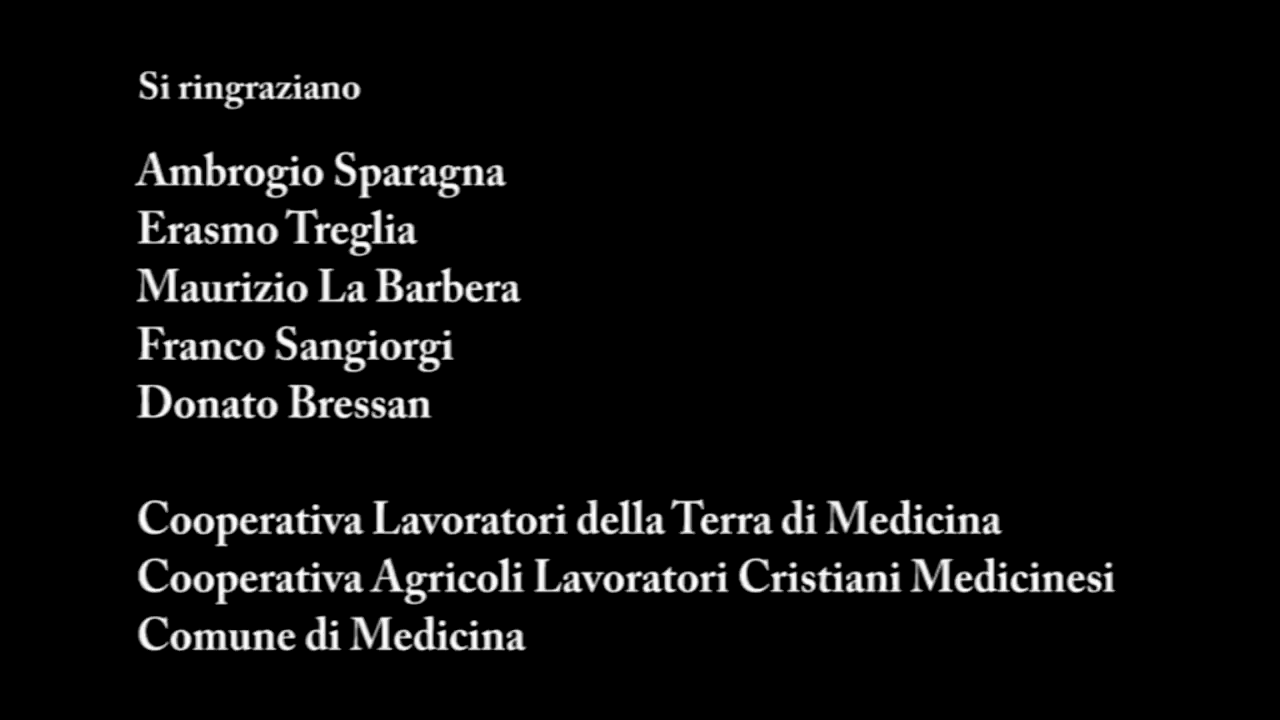 Si ringraziano
Ambrogio Sparagna
Erasmo Treglia
Maurizio La Barbera
Franco Sangiorgi
Donato Bressan
Cooperativa Lavoratori della Terra di Medicina
Cooperativa Agricoli Lavoratori Cristiani Medicinesi
Comune di Medicina